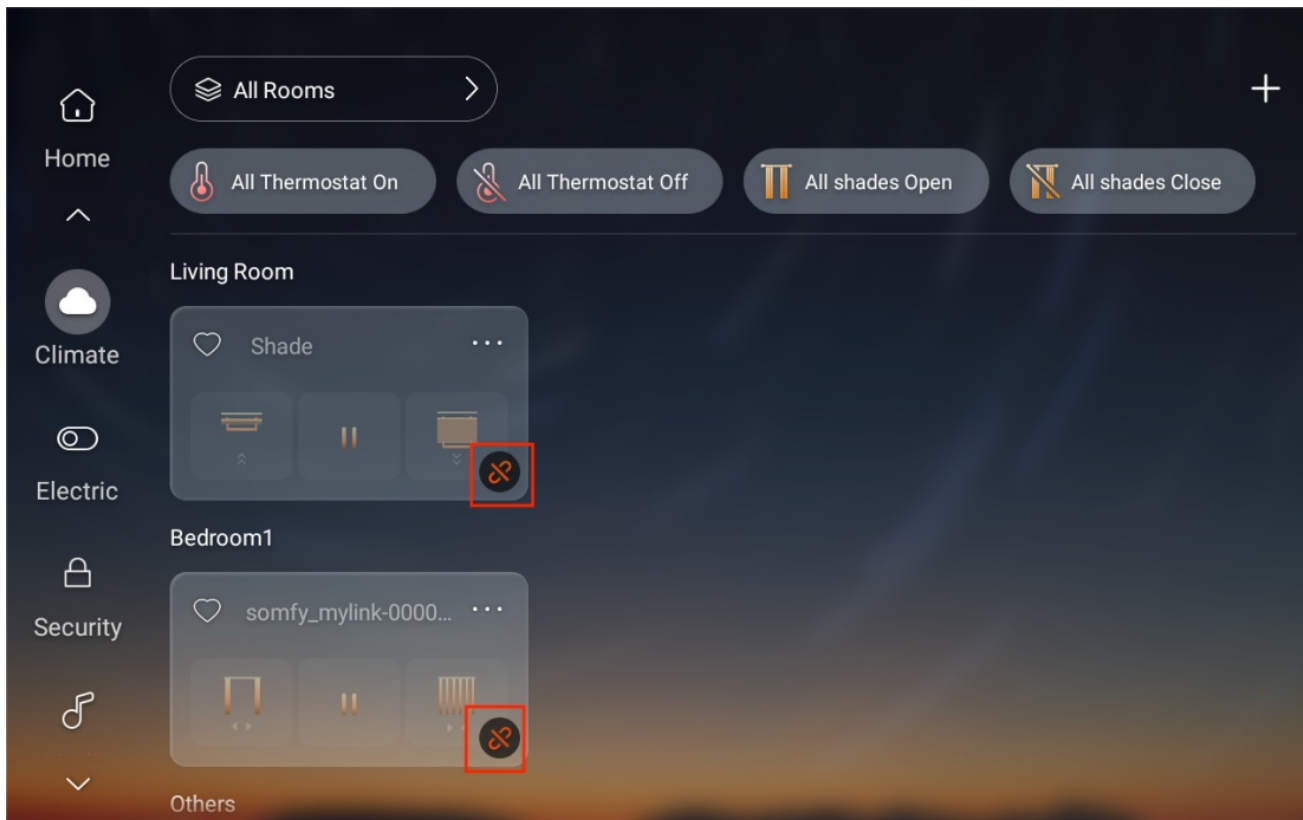 All Rooms
Home
All Thermostat On
All Thermostat Off
All shades Open
All shades Close
Living Room
Climate
Shade
Electric
Bedroom1
Security
somfy_mylink-0000...
Others